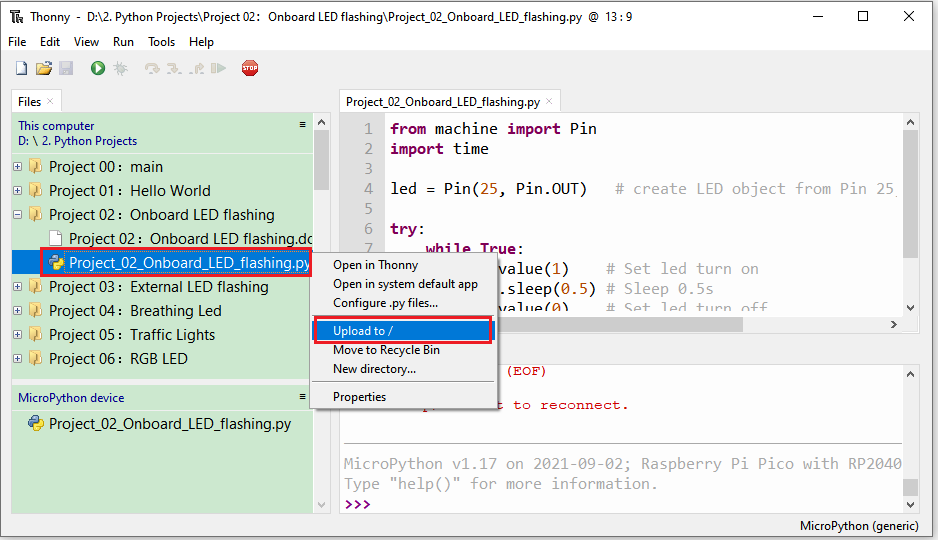 Thonny - D:\2. Python Projects\Project 02：Onboard LED flashing\Project_02_Onboard_LED_flashing.py @ 13 : 9
File Edit View Run Tools Help
STOP
Files
This computer
D: \ 2. Python Projects
Project 00：main
Project 01：Hello World
Project 02：Onboard LED flashing
Project 02：Onboard LED flashing.dc
Project_02_Onboard_LED_flashing.py
Project 03：External LED flashing
Project 04：Breathing Led
Project 05：Traffic Lights
Project 06：RGB LED
MicroPython device
Project_02_Onboard_LED_flashing.py
Project_02_Onboard_LED_flashing.py
1 from machine import Pin
2 import time
3
4 led = Pin(25, Pin.OUT) # create LED object from Pin 25,
5
6 try:
7 while True:
value(1) # Set led turn on
.sleep(0.5) # Sleep 0.5s
value(0) # Set led turn off
Open in Thonny
Open in system default app
Configure .py files...
Upload to /
Move to Recycle Bin
New directory...
Properties
(EOF)
t to reconnect.
MicroPython v1.17 on 2021-09-02; Raspberry Pi Pico with RP2040
Type "help()" for more information.
>>>
MicroPython (generic)